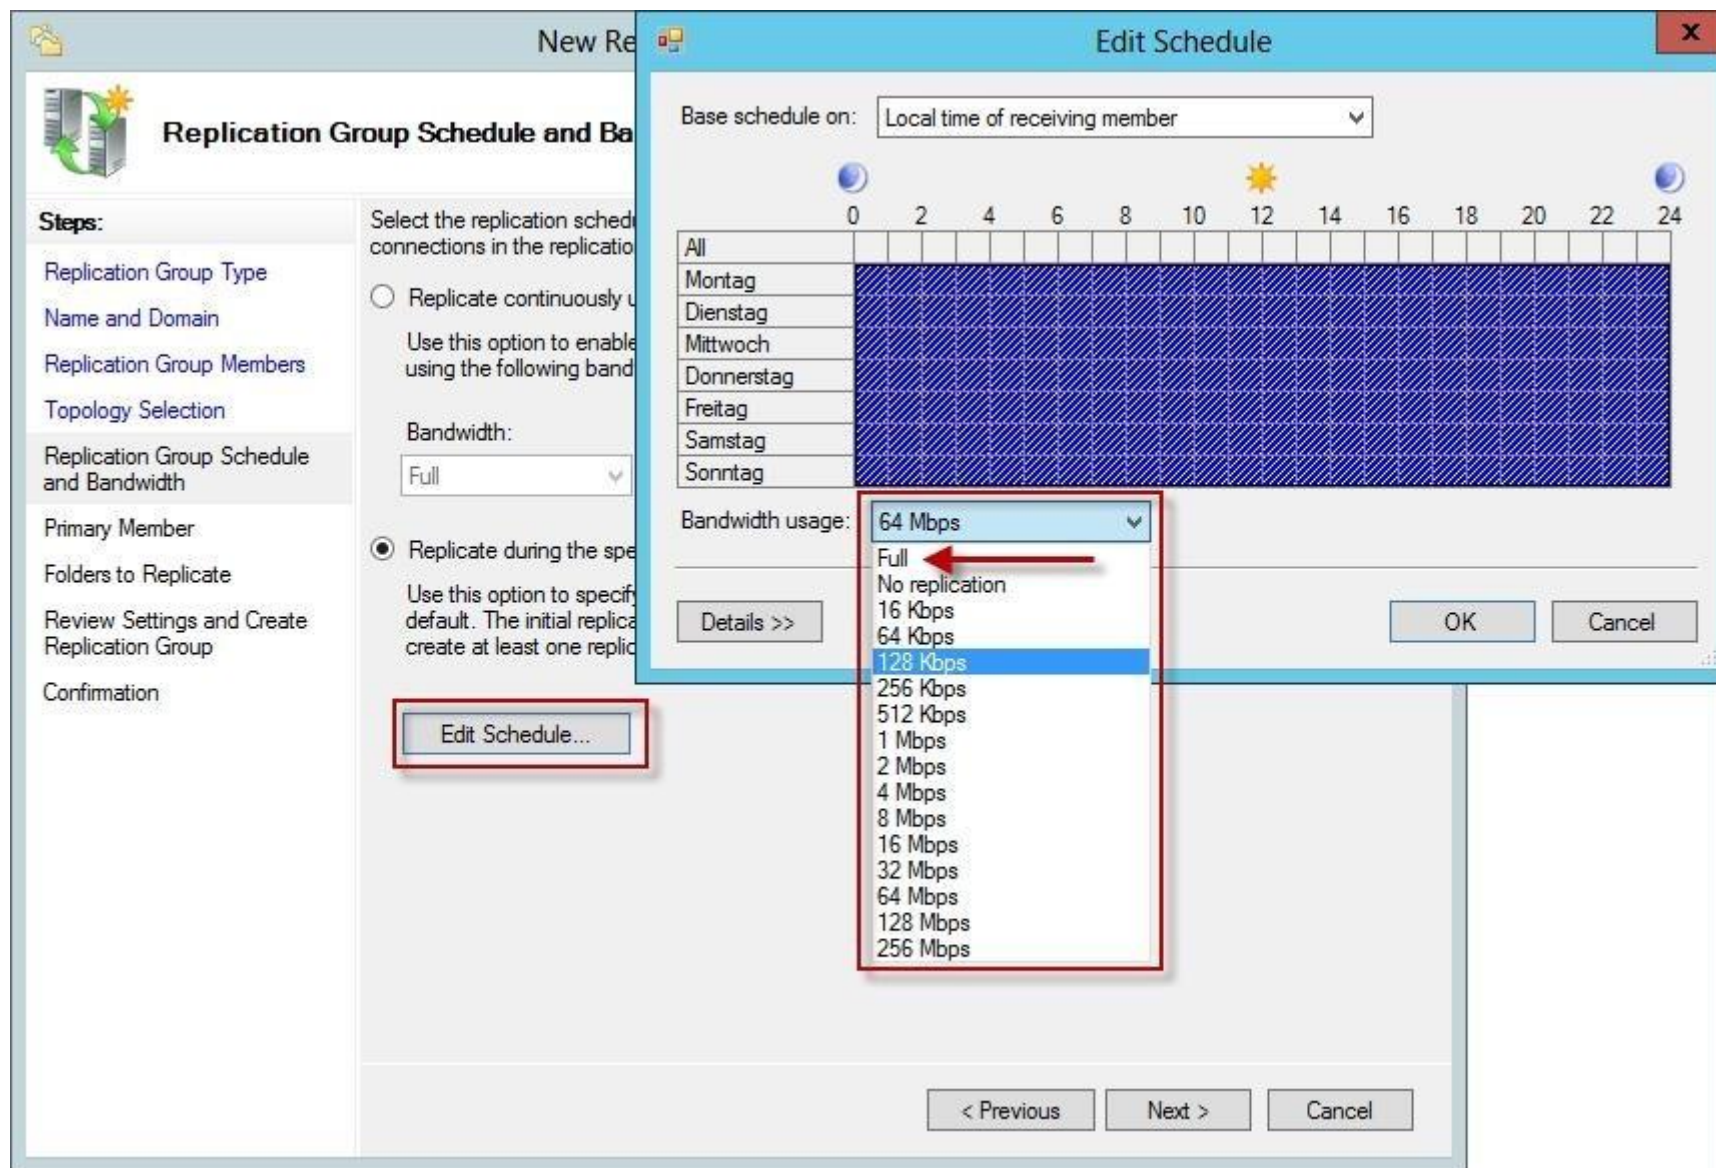 New Re
Replication Group Schedule and Ba
Steps:
Replication Group Type
Name and Domain
Replication Group Members
Topology Selection
Replication Group Schedule
and Bandwidth
Primary Member
Folders to Replicate
Review Settings and Create
Replication Group
Confirmation
Select the replication schedu
connections in the replicatio
Replicate continuously u
Use this option to enable
using the following band
Bandwidth:
Full
Replicate during the spe
Use this option to specify
default. The initial replica
create at least one replic
Edit Schedule...
< Previous
Next >
Cancel
Edit Schedule
x
Base schedule on:
Local time of receiving member
0 2 4 6 8 10 12 14 16 18 20 22 24
All
Montag
Dienstag
Mittwoch
Donnerstag
Freitag
Samstag
Sonntag
Bandwidth usage:
64 Mbps
Full
No replication
16 Kbps
64 Kbps
128 Kbps
256 Kbps
512 Kbps
1 Mbps
2 Mbps
4 Mbps
8 Mbps
16 Mbps
32 Mbps
64 Mbps
128 Mbps
256 Mbps
Details >>
OK
Cancel